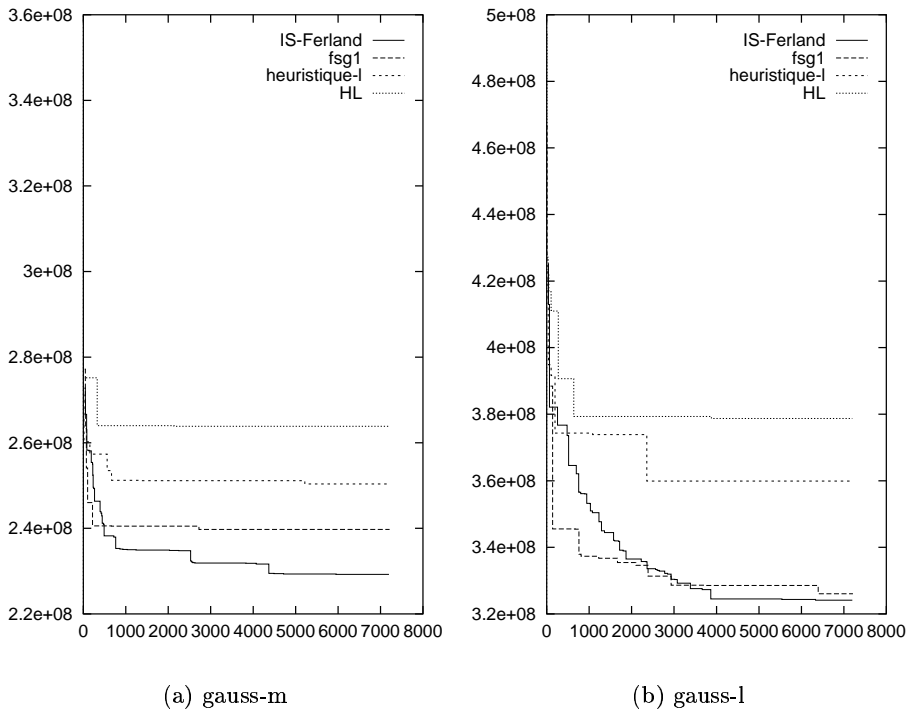 3.6e+08
3.4e+08
3.2e+08
3e+08
2.8e+08
2.6e+08
2.4e+08
2.2e+08
0 1000 2000 3000 4000 5000 6000 7000 8000
IS-Ferland
fsg1
heuristique-l
HL
(a) gauss-m
5e+08
4.8e+08
4.6e+08
4.4e+08
4.2e+08
4e+08
3.8e+08
3.6e+08
3.4e+08
3.2e+08
0 1000 2000 3000 4000 5000 6000 7000 8000
IS-Ferland
fsg1
heuristique-l
HL
(b) gauss-l